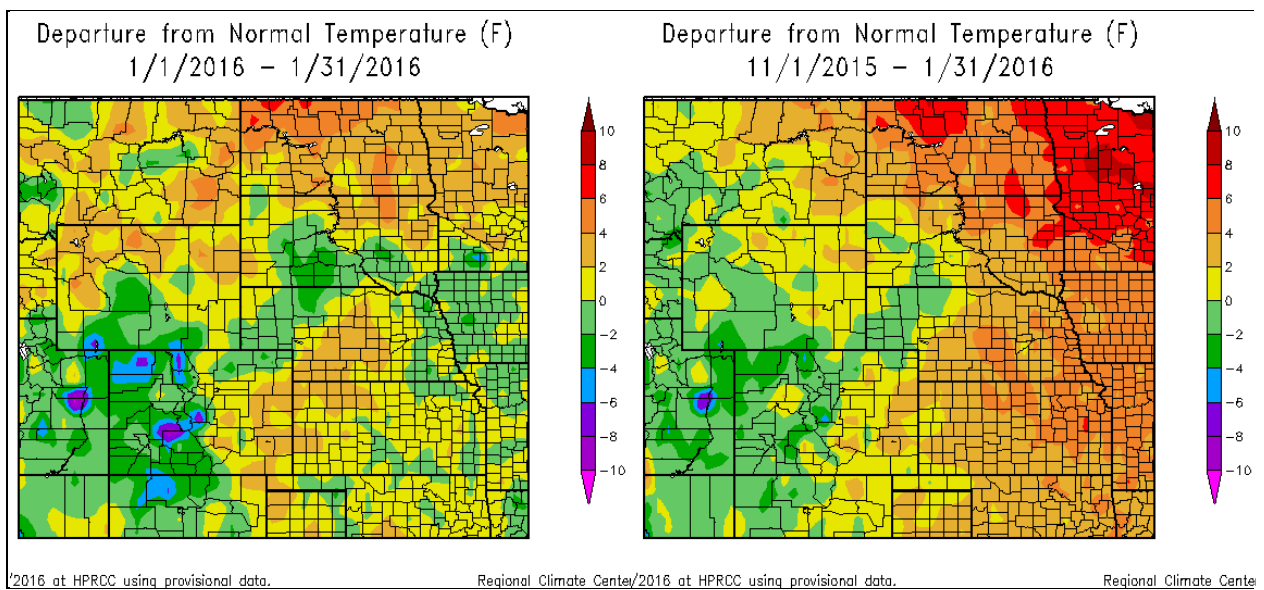 Departure from Normal Temperature (F)
1/1/2016 – 1/31/2016
10
8
6
4
2
0
−2
−4
−6
−8
−10
'2016 at HPRCC using provisional data.
Regional Climate Cente
Departure from Normal Temperature (F)
11/1/2015 – 1/31/2016
10
8
6
4
2
0
−2
−4
−6
−8
−10
/2016 at HPRCC using provisional data.
Regional Climate Cente